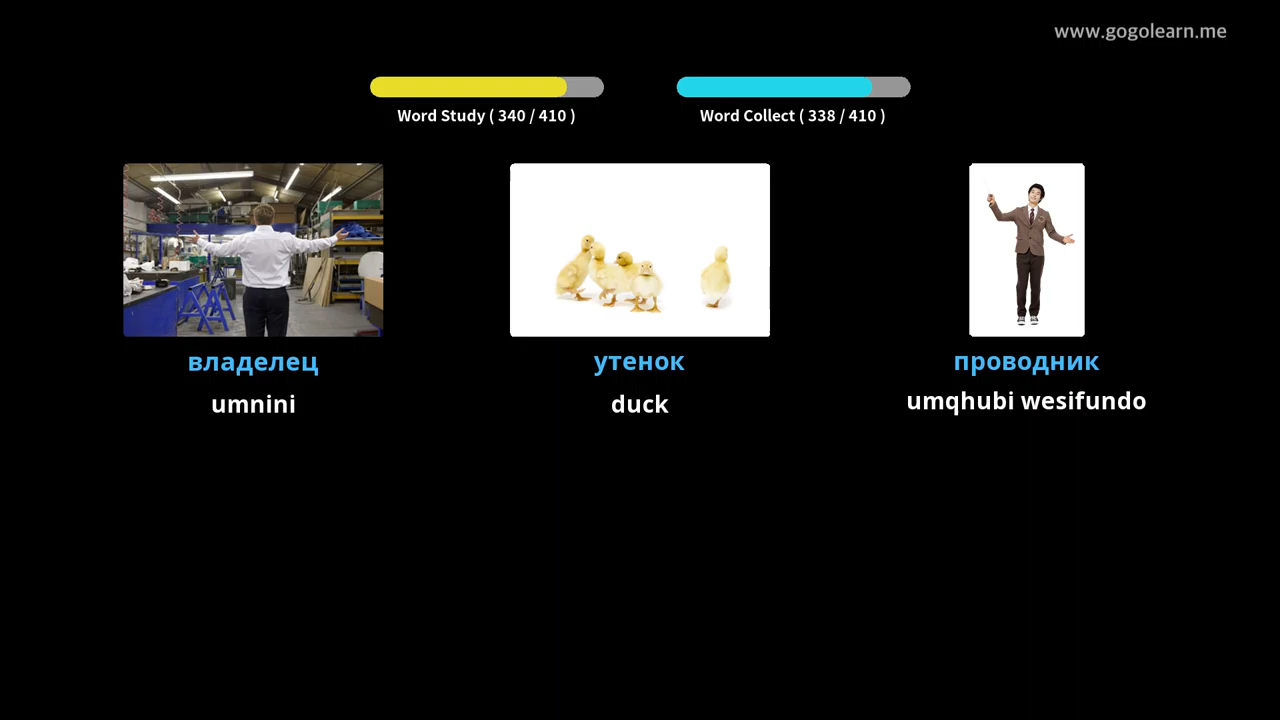 www.gogolearn.me
Word Study ( 340 / 410 )
Word Collect ( 338 / 410 )
владелец
утенок
проводник
umnini
duck
umqhubi wesifundo